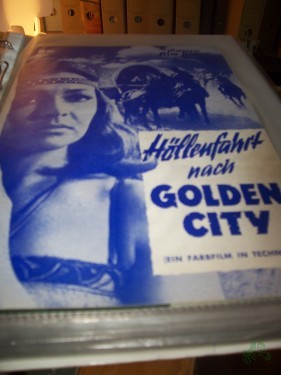 Höllenfahrt
nach
GOLDEN
CITY
(EIN FARBFILM IN TECHN